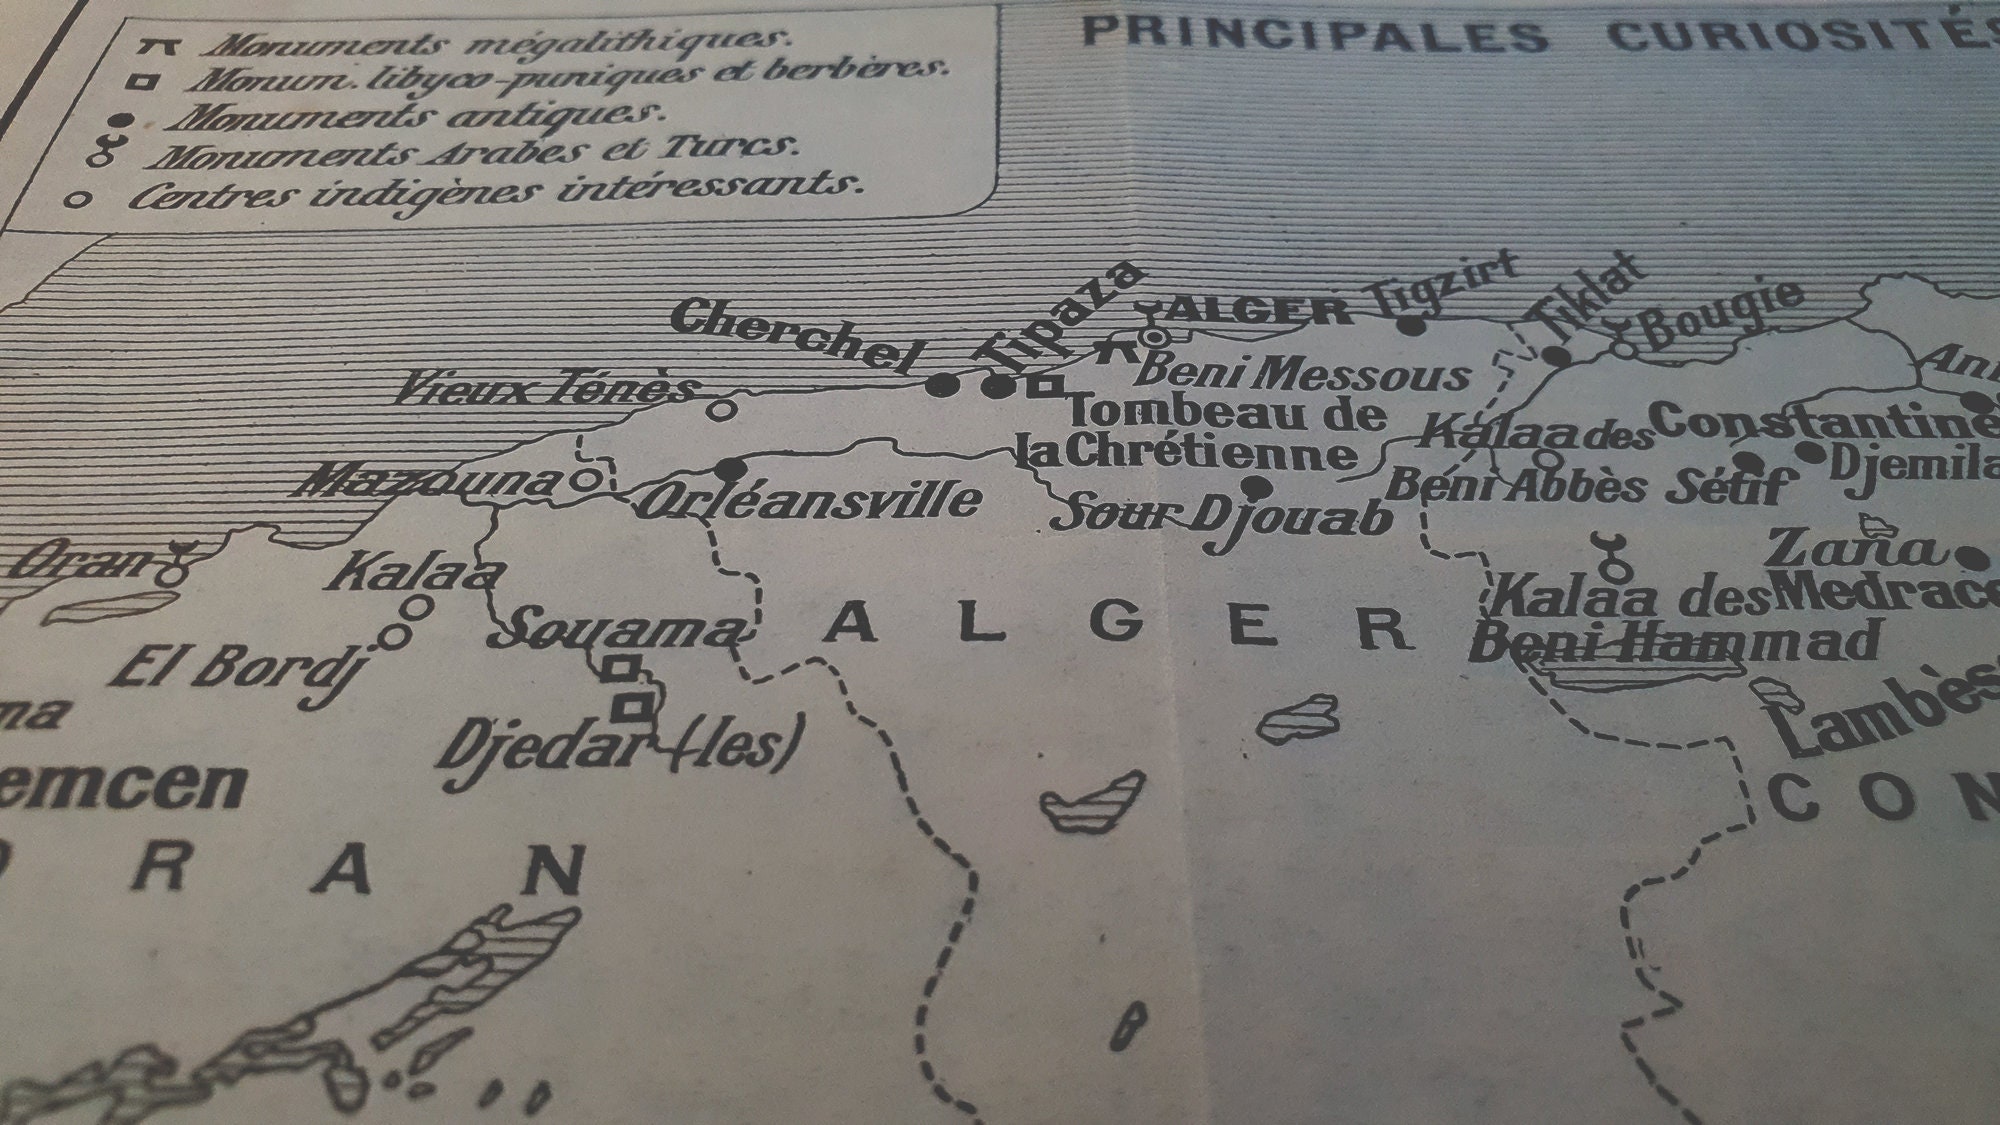 Monuments mégalithiques.
Monum. libyco-puniques et berbères.
Monuments antiques.
Monuments Arabes et Turcs.
Centres indigènes intéressants.
PRINCIPALES CURIOSITÉS
Cherchel
Tipaza
ALGER
Tigzirt
Tiklat
Bougie
Vieux Ténès
Beni Messous
Tombeau de
la Chrétienne
Kalaa des
Béni Abbès
Constantine
Sétif
Djemila
Mazouna
Orléansville
Sour Djouab
Oran
Kalaa
Souama
El Bordj
Djedar (les)
ALGER
Zana
Kalaa des
Beni Hammad
Medrac
Lambès
emcen
ORAN
CON